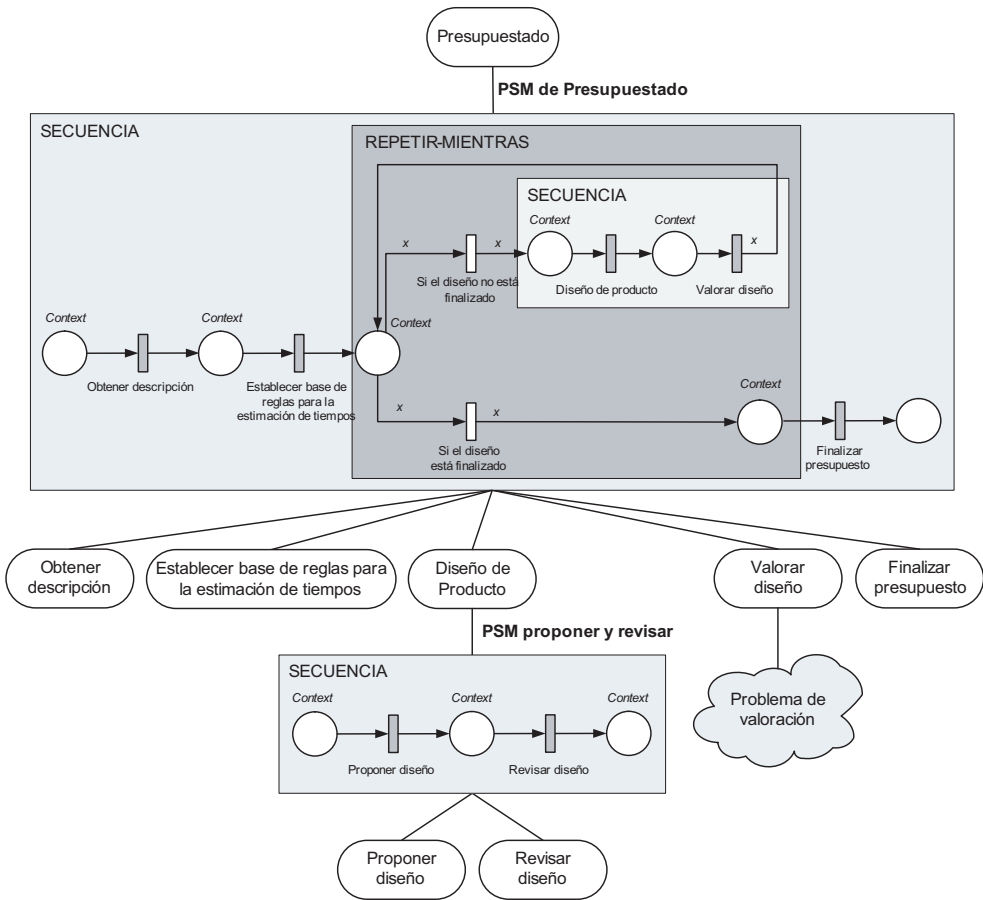 Presupuestado
PSM de Presupuestado
SECUENCIA
REPETIR-MIENTRAS
SECUENCIA
Context
Context
x
x
x
Si el diseño no está
finalizado
Diseño de producto
Valorar diseño
Context
Context
Context
Obtener descripción
Establecer base de
reglas para la
estimación de tiempos
Context
x
x
Si el diseño
está finalizado
Finalizar
presupuesto
Obtener
descripción
Establecer base de reglas para
la estimación de tiempos
Diseño de
Producto
Valorar
diseño
Finalizar
presupuesto
PSM proponer y revisar
SECUENCIA
Context
Context
Context
Proponer diseño
Revisar diseño
Problema de
valoración
Proponer
diseño
Revisar
diseño